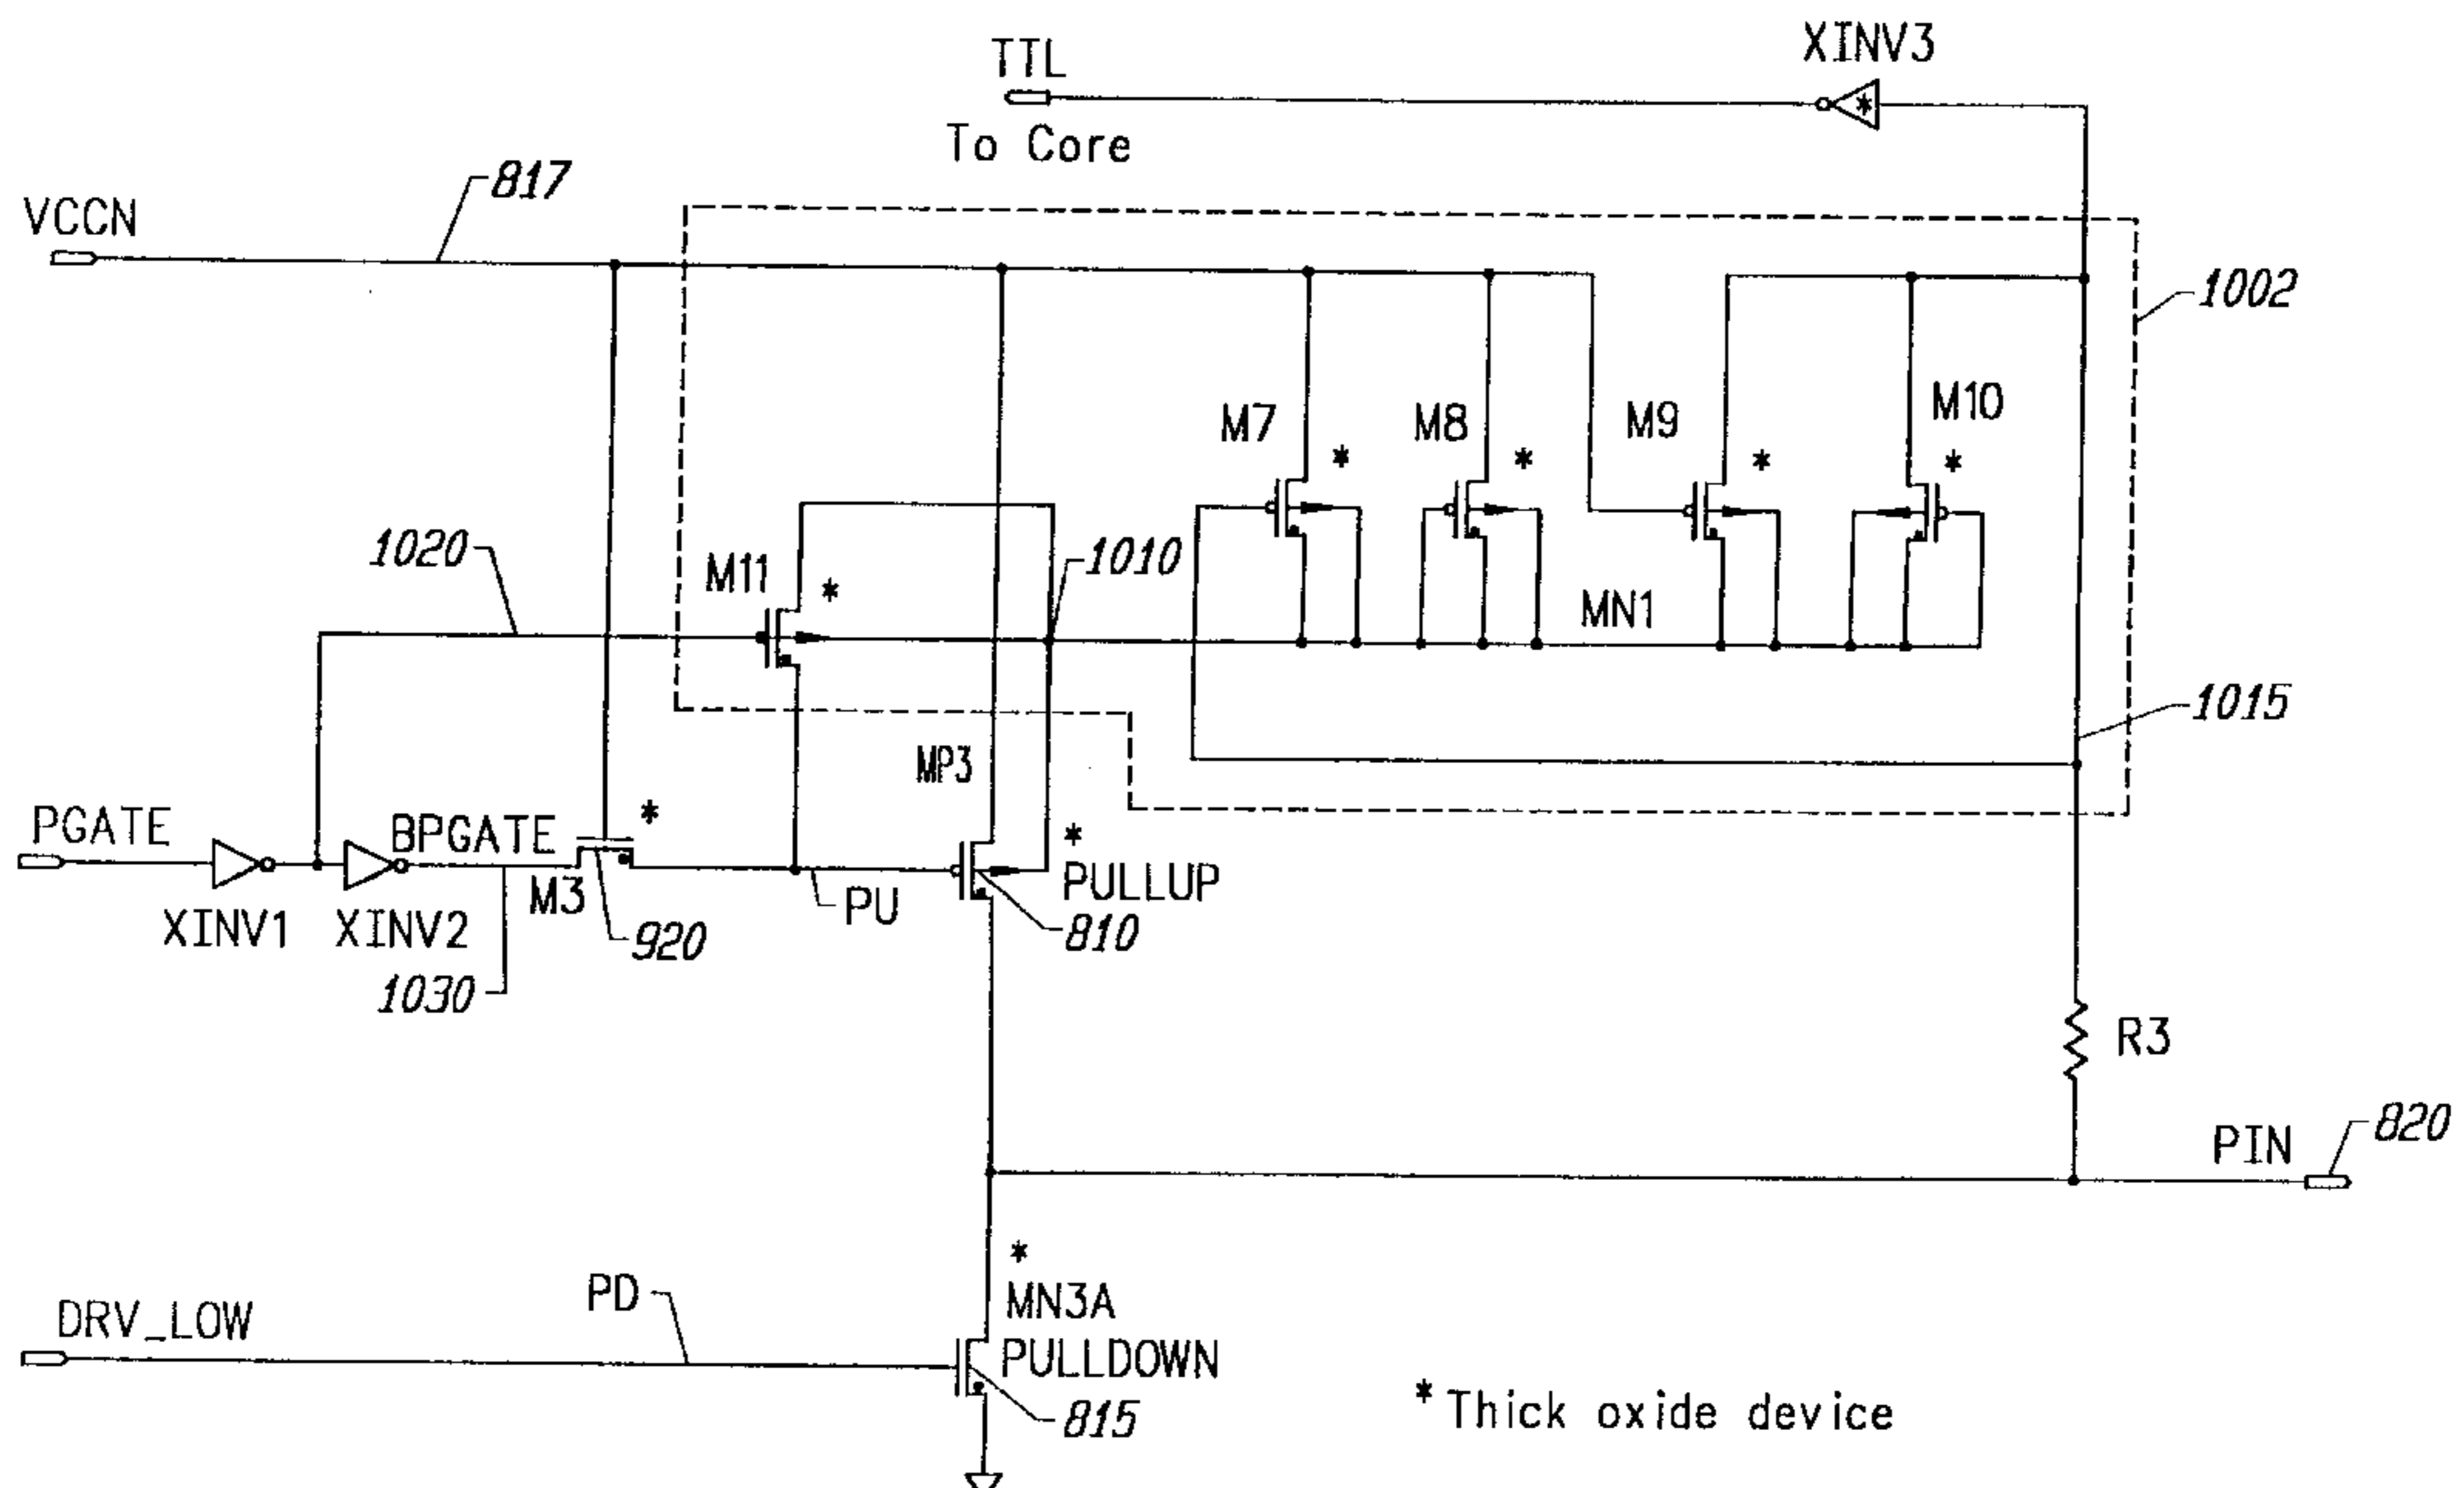 TTL
XINV3
To Core
817
VCCN
1002
M7
*
M8
*
M9
*
M10
*
1020
M11
*
1010
MN1
1015
MP3
PGATE
BPGATE
*
*
PULLUP
M3
PU
XINV1
XINV2
920
810
1030
R3
PIN
820
*
PD
MN3A
DRV_LOW
PULLDOWN
815
* Thick oxide device
*